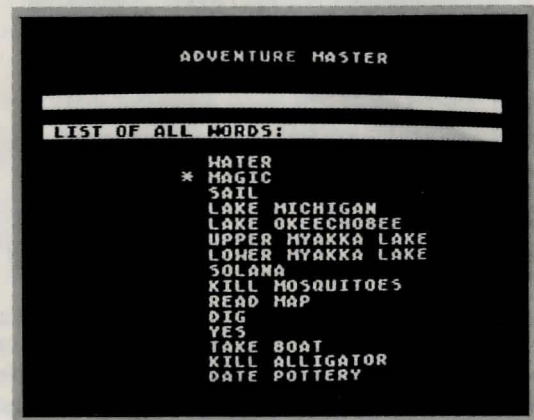 ADVENTURE MASTER
LIST OF ALL WORDS:
WATER
* MAGIC
SAIL
LAKE MICHIGAN
LAKE OKEECHOBEE
UPPER MYAKKA LAKE
LOWER MYAKKA LAKE
SOLANA
KILL MOSQUITOES
READ MAP
DIG
YES
TAKE BOAT
KILL ALLIGATOR
DATE POTTERY